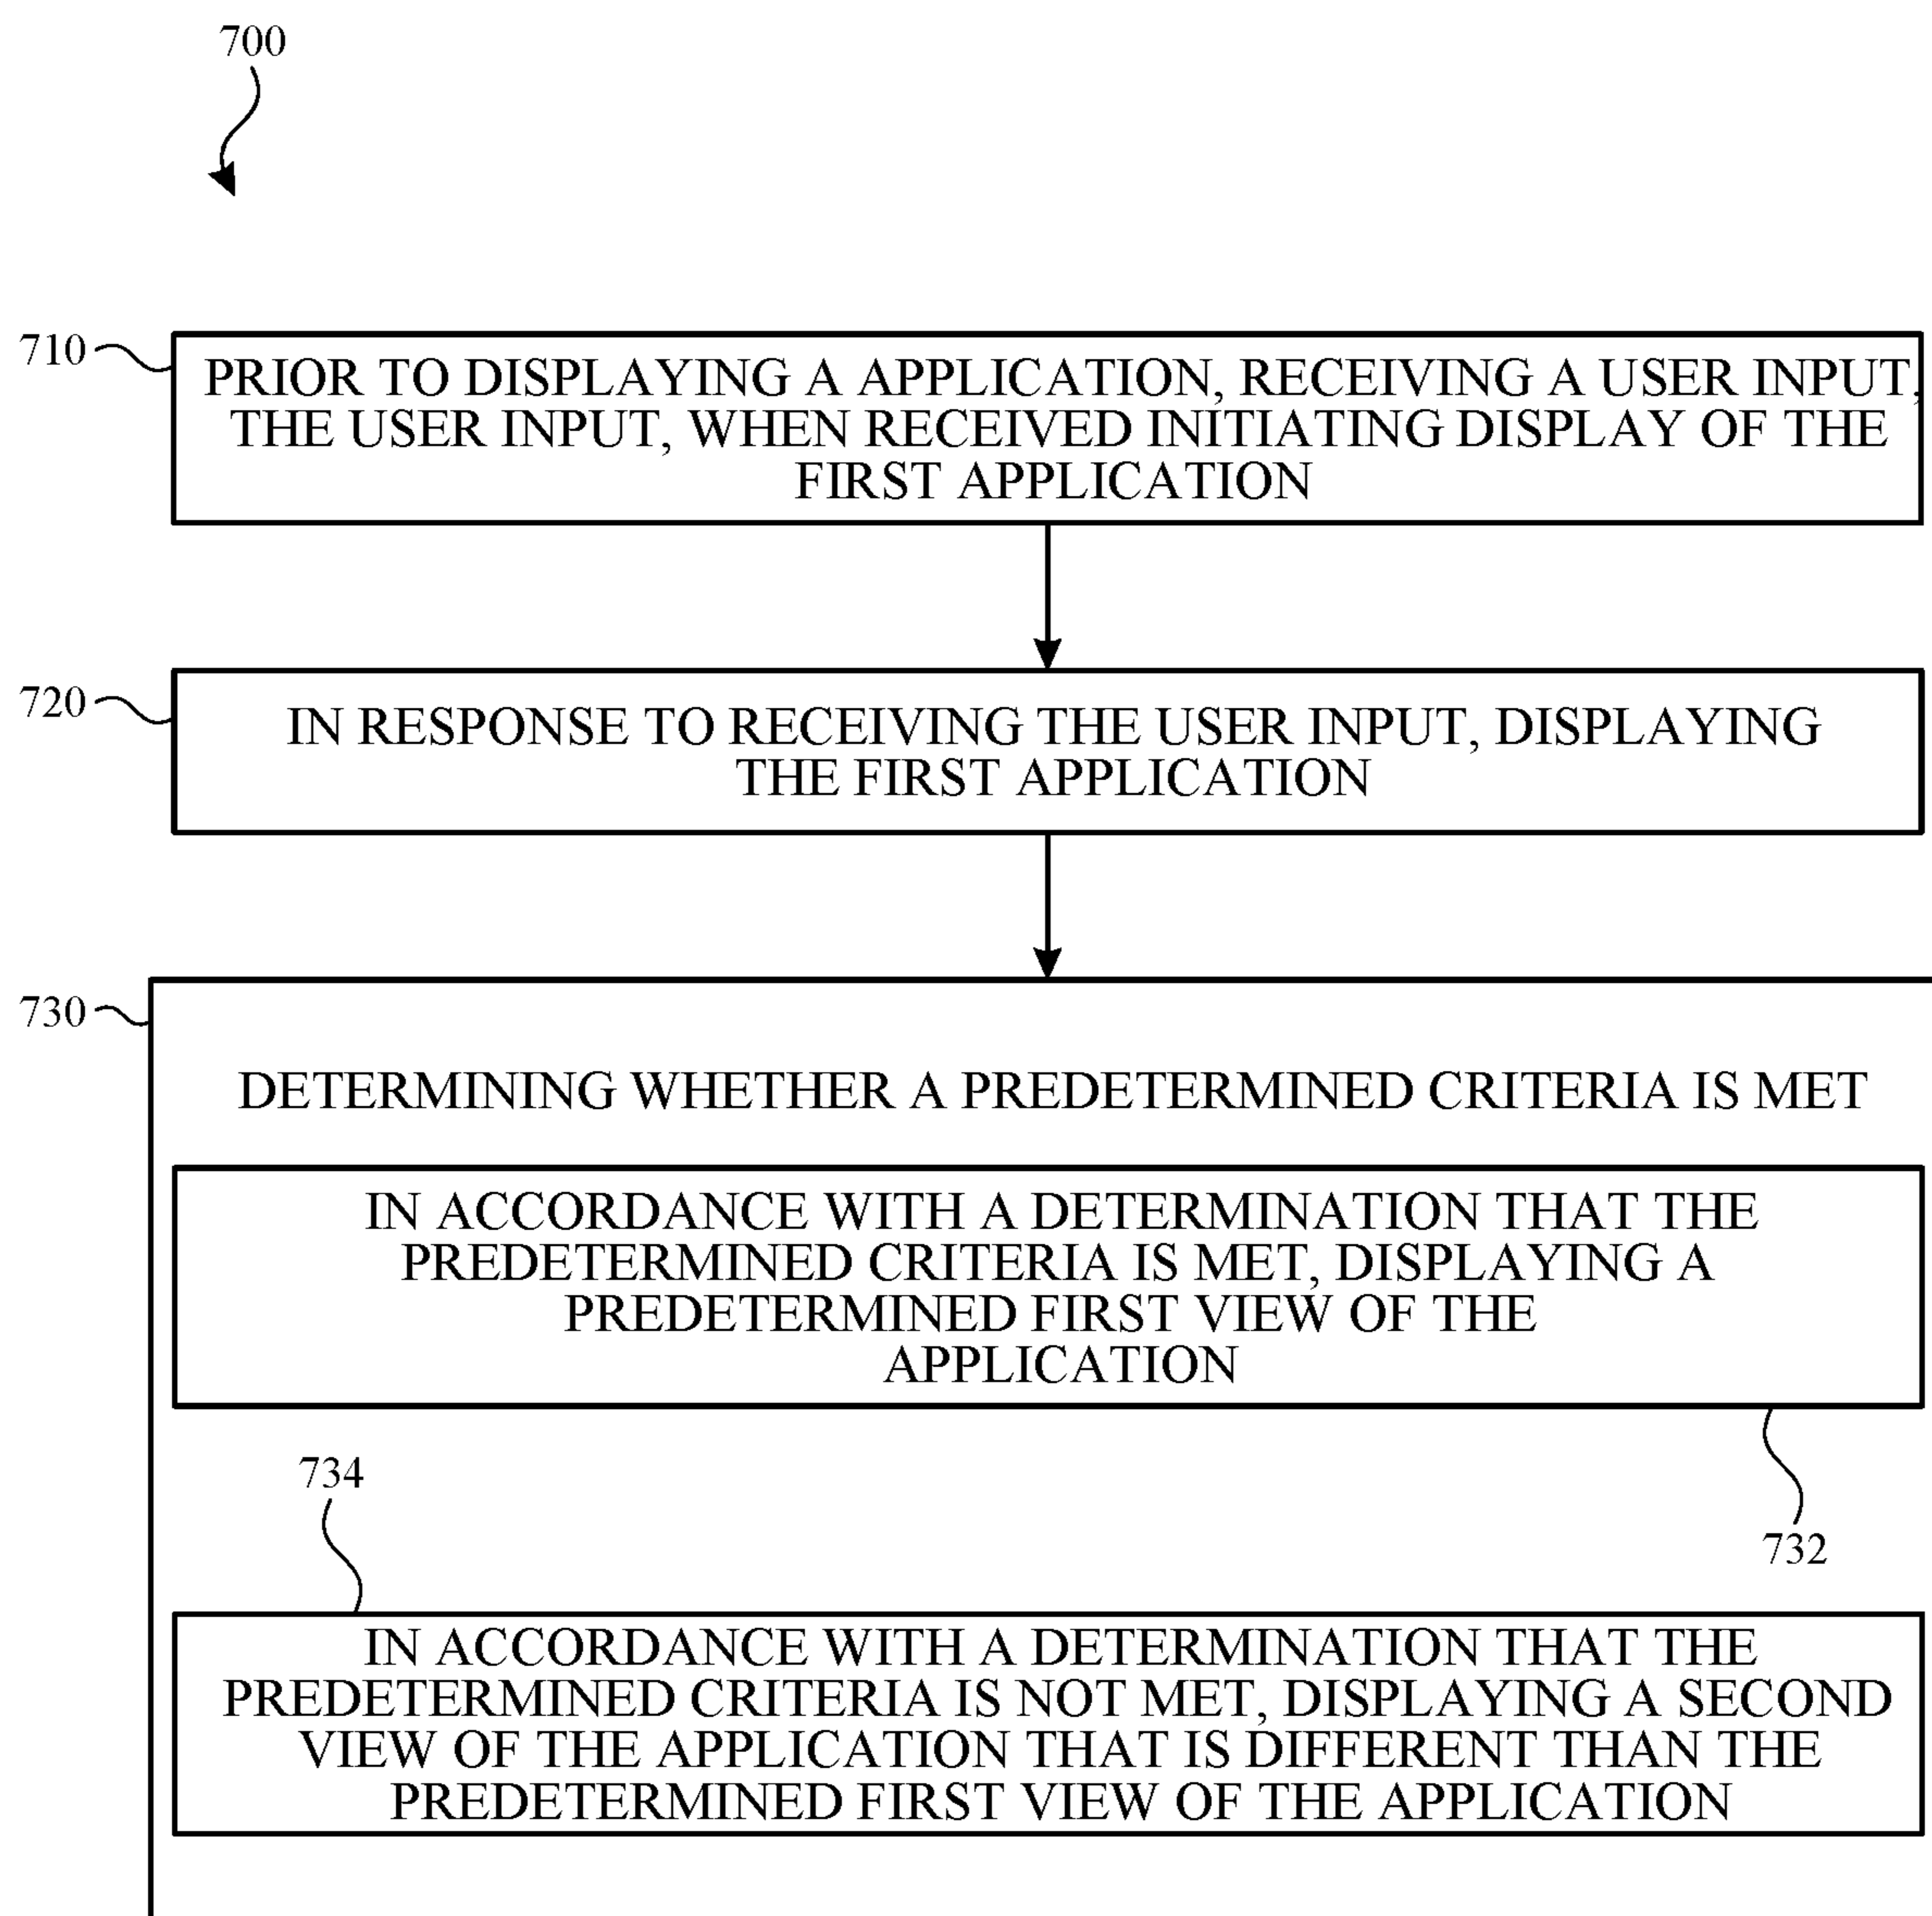 700
710
PRIOR TO DISPLAYING A APPLICATION, RECEIVING A USER INPUT,
THE USER INPUT, WHEN RECEIVED INITIATING DISPLAY OF THE
FIRST APPLICATION
720
IN RESPONSE TO RECEIVING THE USER INPUT, DISPLAYING
THE FIRST APPLICATION
730
DETERMINING WHETHER A PREDETERMINED CRITERIA IS MET
IN ACCORDANCE WITH A DETERMINATION THAT THE
PREDETERMINED CRITERIA IS MET, DISPLAYING A
PREDETERMINED FIRST VIEW OF THE
APPLICATION
732
734
IN ACCORDANCE WITH A DETERMINATION THAT THE
PREDETERMINED CRITERIA IS NOT MET, DISPLAYING A SECOND
VIEW OF THE APPLICATION THAT IS DIFFERENT THAN THE
PREDETERMINED FIRST VIEW OF THE APPLICATION